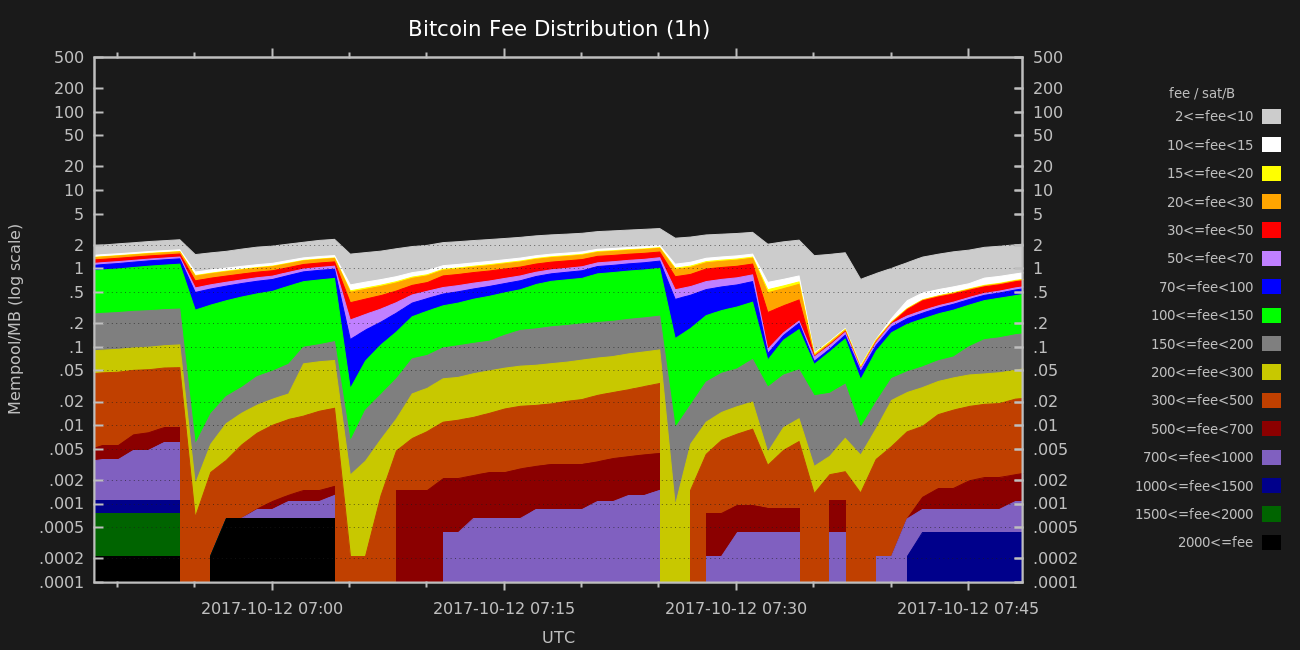 Bitcoin Fee Distribution (1h)
Mempool/MB (log scale)
500
200
100
50
20
10
5
2
1
.5
.2
.1
.05
.02
.01
.005
.002
.001
.0005
.0002
.0001
500
200
100
50
20
10
5
2
1
.5
.2
.1
.05
.02
.01
.005
.002
.001
.0005
.0002
.0001
2017-10-12 07:00
2017-10-12 07:15
2017-10-12 07:30
2017-10-12 07:45
UTC
fee / sat/B
2<=fee<10
10<=fee<15
15<=fee<20
20<=fee<30
30<=fee<50
50<=fee<70
70<=fee<100
100<=fee<150
150<=fee<200
200<=fee<300
300<=fee<500
500<=fee<700
700<=fee<1000
1000<=fee<1500
1500<=fee<2000
2000<=fee